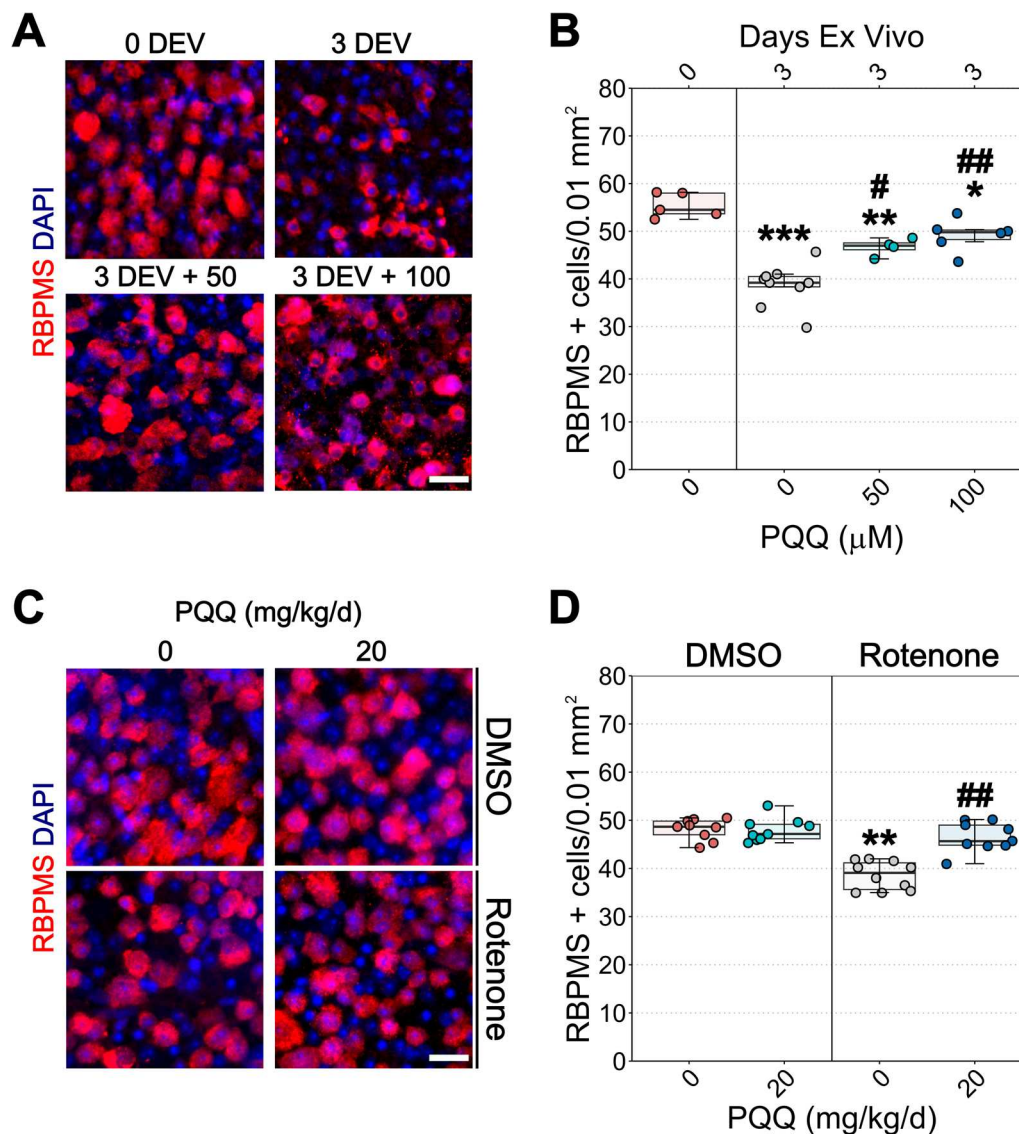 A
0 DEV 3 DEV
3 DEV + 50 3 DEV + 100
RBPMS DAPI
B
Days Ex Vivo
0 3 3 3
80
70
60
50
40
30
20
10
0
RBPMS + cells/0.01 mm²
***
#
**
##
*
0 0 50 100
PQQ (μM)
C
PQQ (mg/kg/d)
0 20
DMSO
Rotenone
RBPMS DAPI
D
DMSO Rotenone
80
70
60
50
40
30
20
10
0
RBPMS + cells/0.01 mm²
**
##
0 20 0 20
PQQ (mg/kg/d)